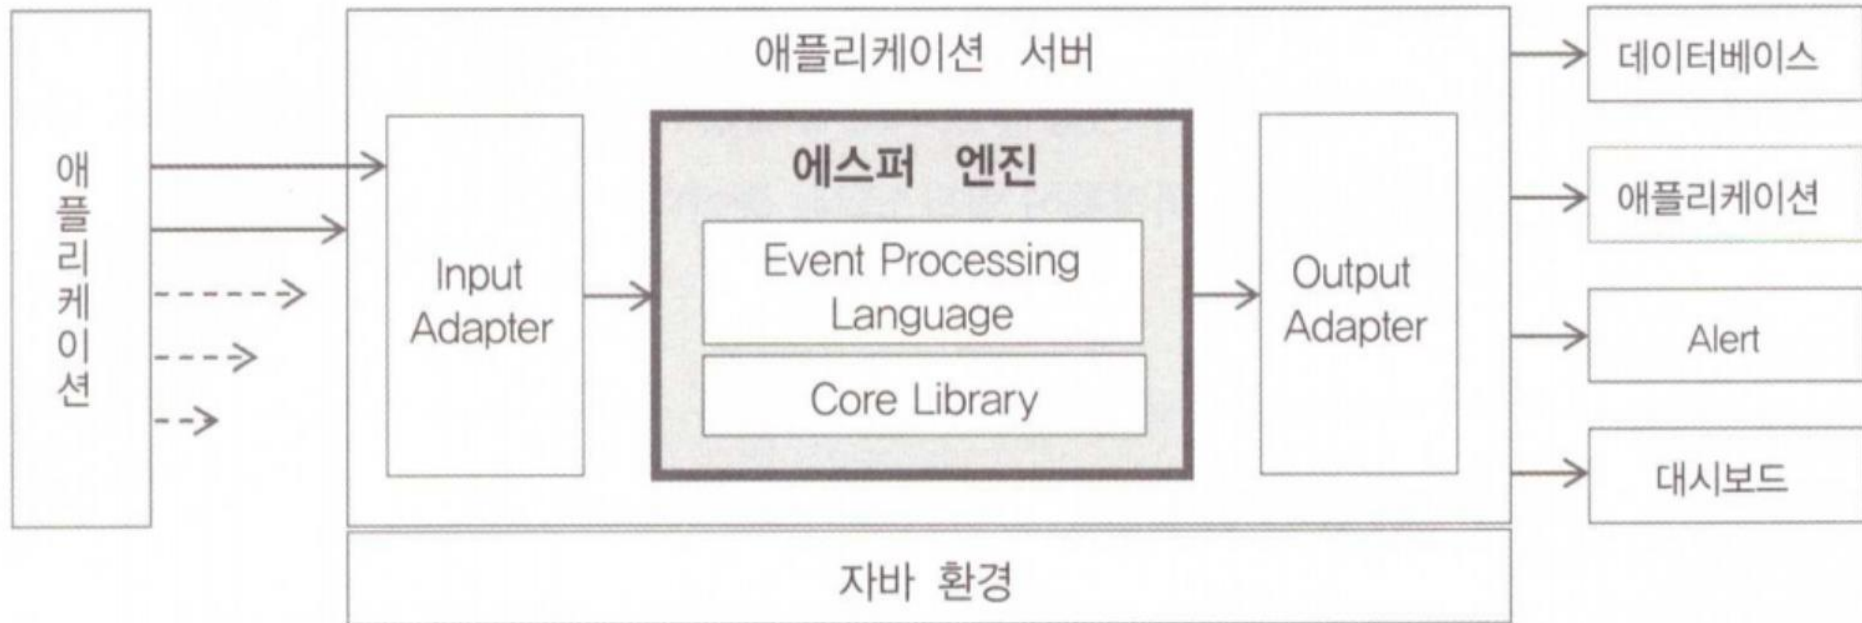 애플리케이션
애플리케이션 서버
Input
Adapter
에스퍼 엔진
Event Processing
Language
Core Library
Output
Adapter
자바 환경
데이터베이스
애플리케이션
Alert
대시보드